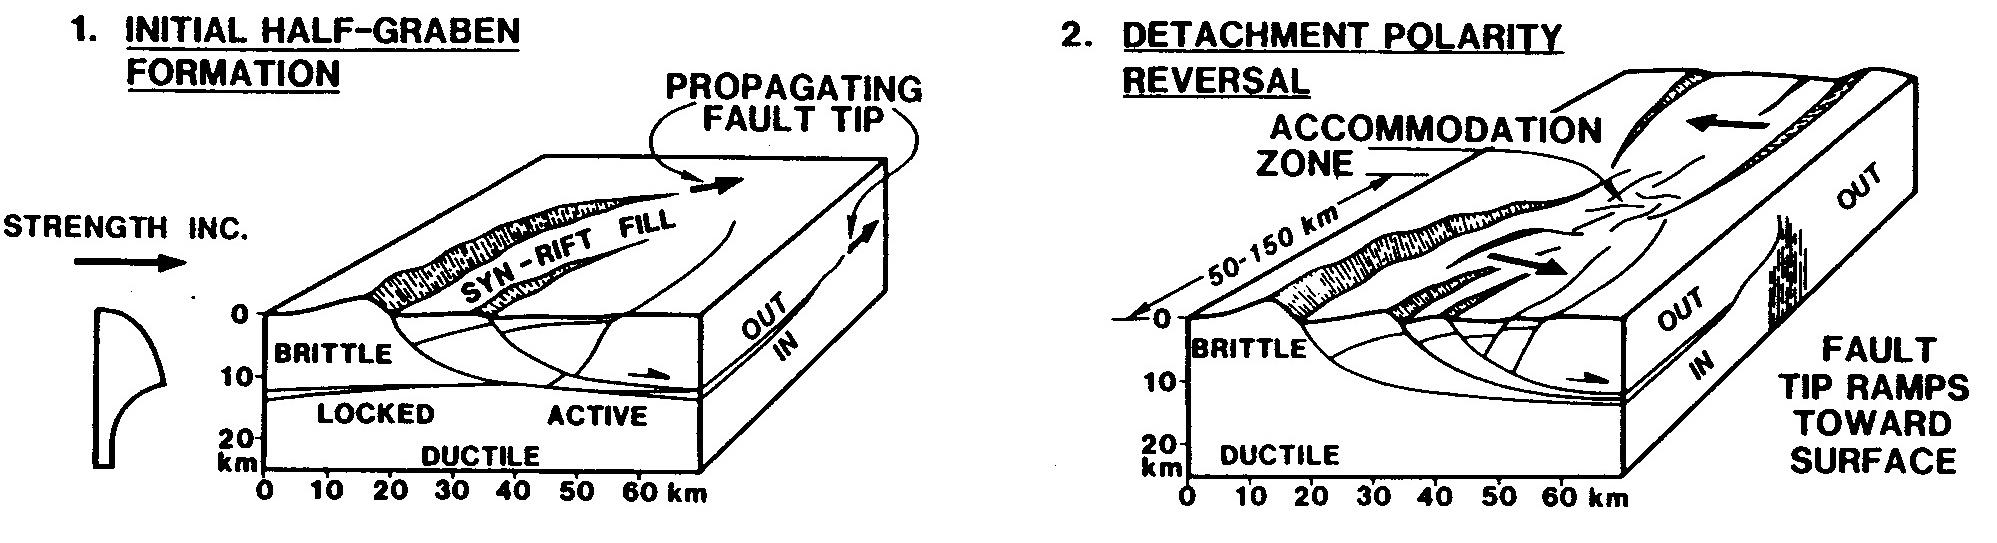 1. INITIAL HALF-GRABEN
FORMATION
PROPAGATING
FAULT TIP
STRENGTH INC.
SYN-RIFT FILL
0
BRITTLE
10
LOCKED
ACTIVE
20
km
DUCTILE
OUT
IN
0 10 20 30 40 50 60 km
2. DETACHMENT POLARITY
REVERSAL
ACCOMMODATION
ZONE
50-150 km
0
BRITTLE
10
20
km
DUCTILE
OUT
IN
OUT
0 10 20 30 40 50 60 km
FAULT
TIP RAMPS
TOWARD
SURFACE